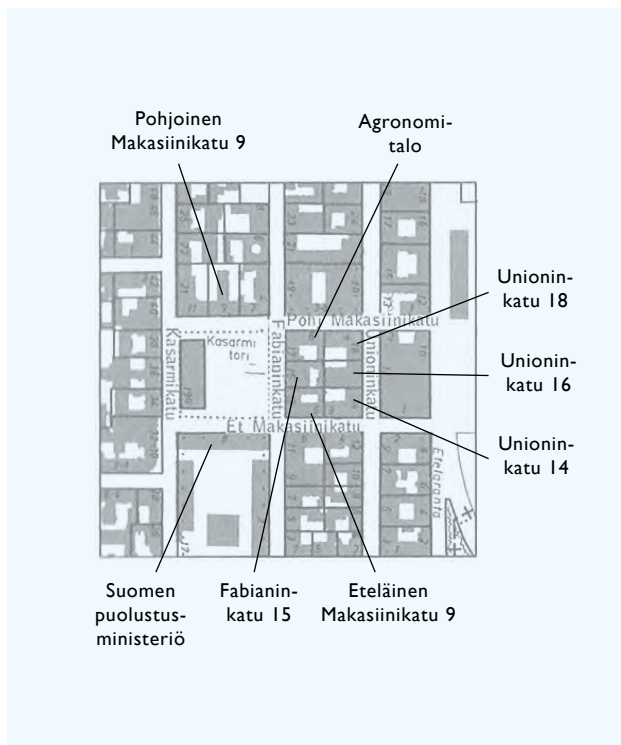 Pohjoinen
Makasiinikatu 9
Agronomi-
talo
Unionin-
katu 18
Pohj Makasiinikatu
Kasarmi
tori
Fabianinkatu
Kasarmikatu
Unioninkatu
Unionin-
katu 16
Et Makasiinikatu
Unionin-
katu 14
Eteläranta
Suomen
puolustus-
ministeriö
Fabianin-
katu 15
Eteläinen
Makasiinikatu 9